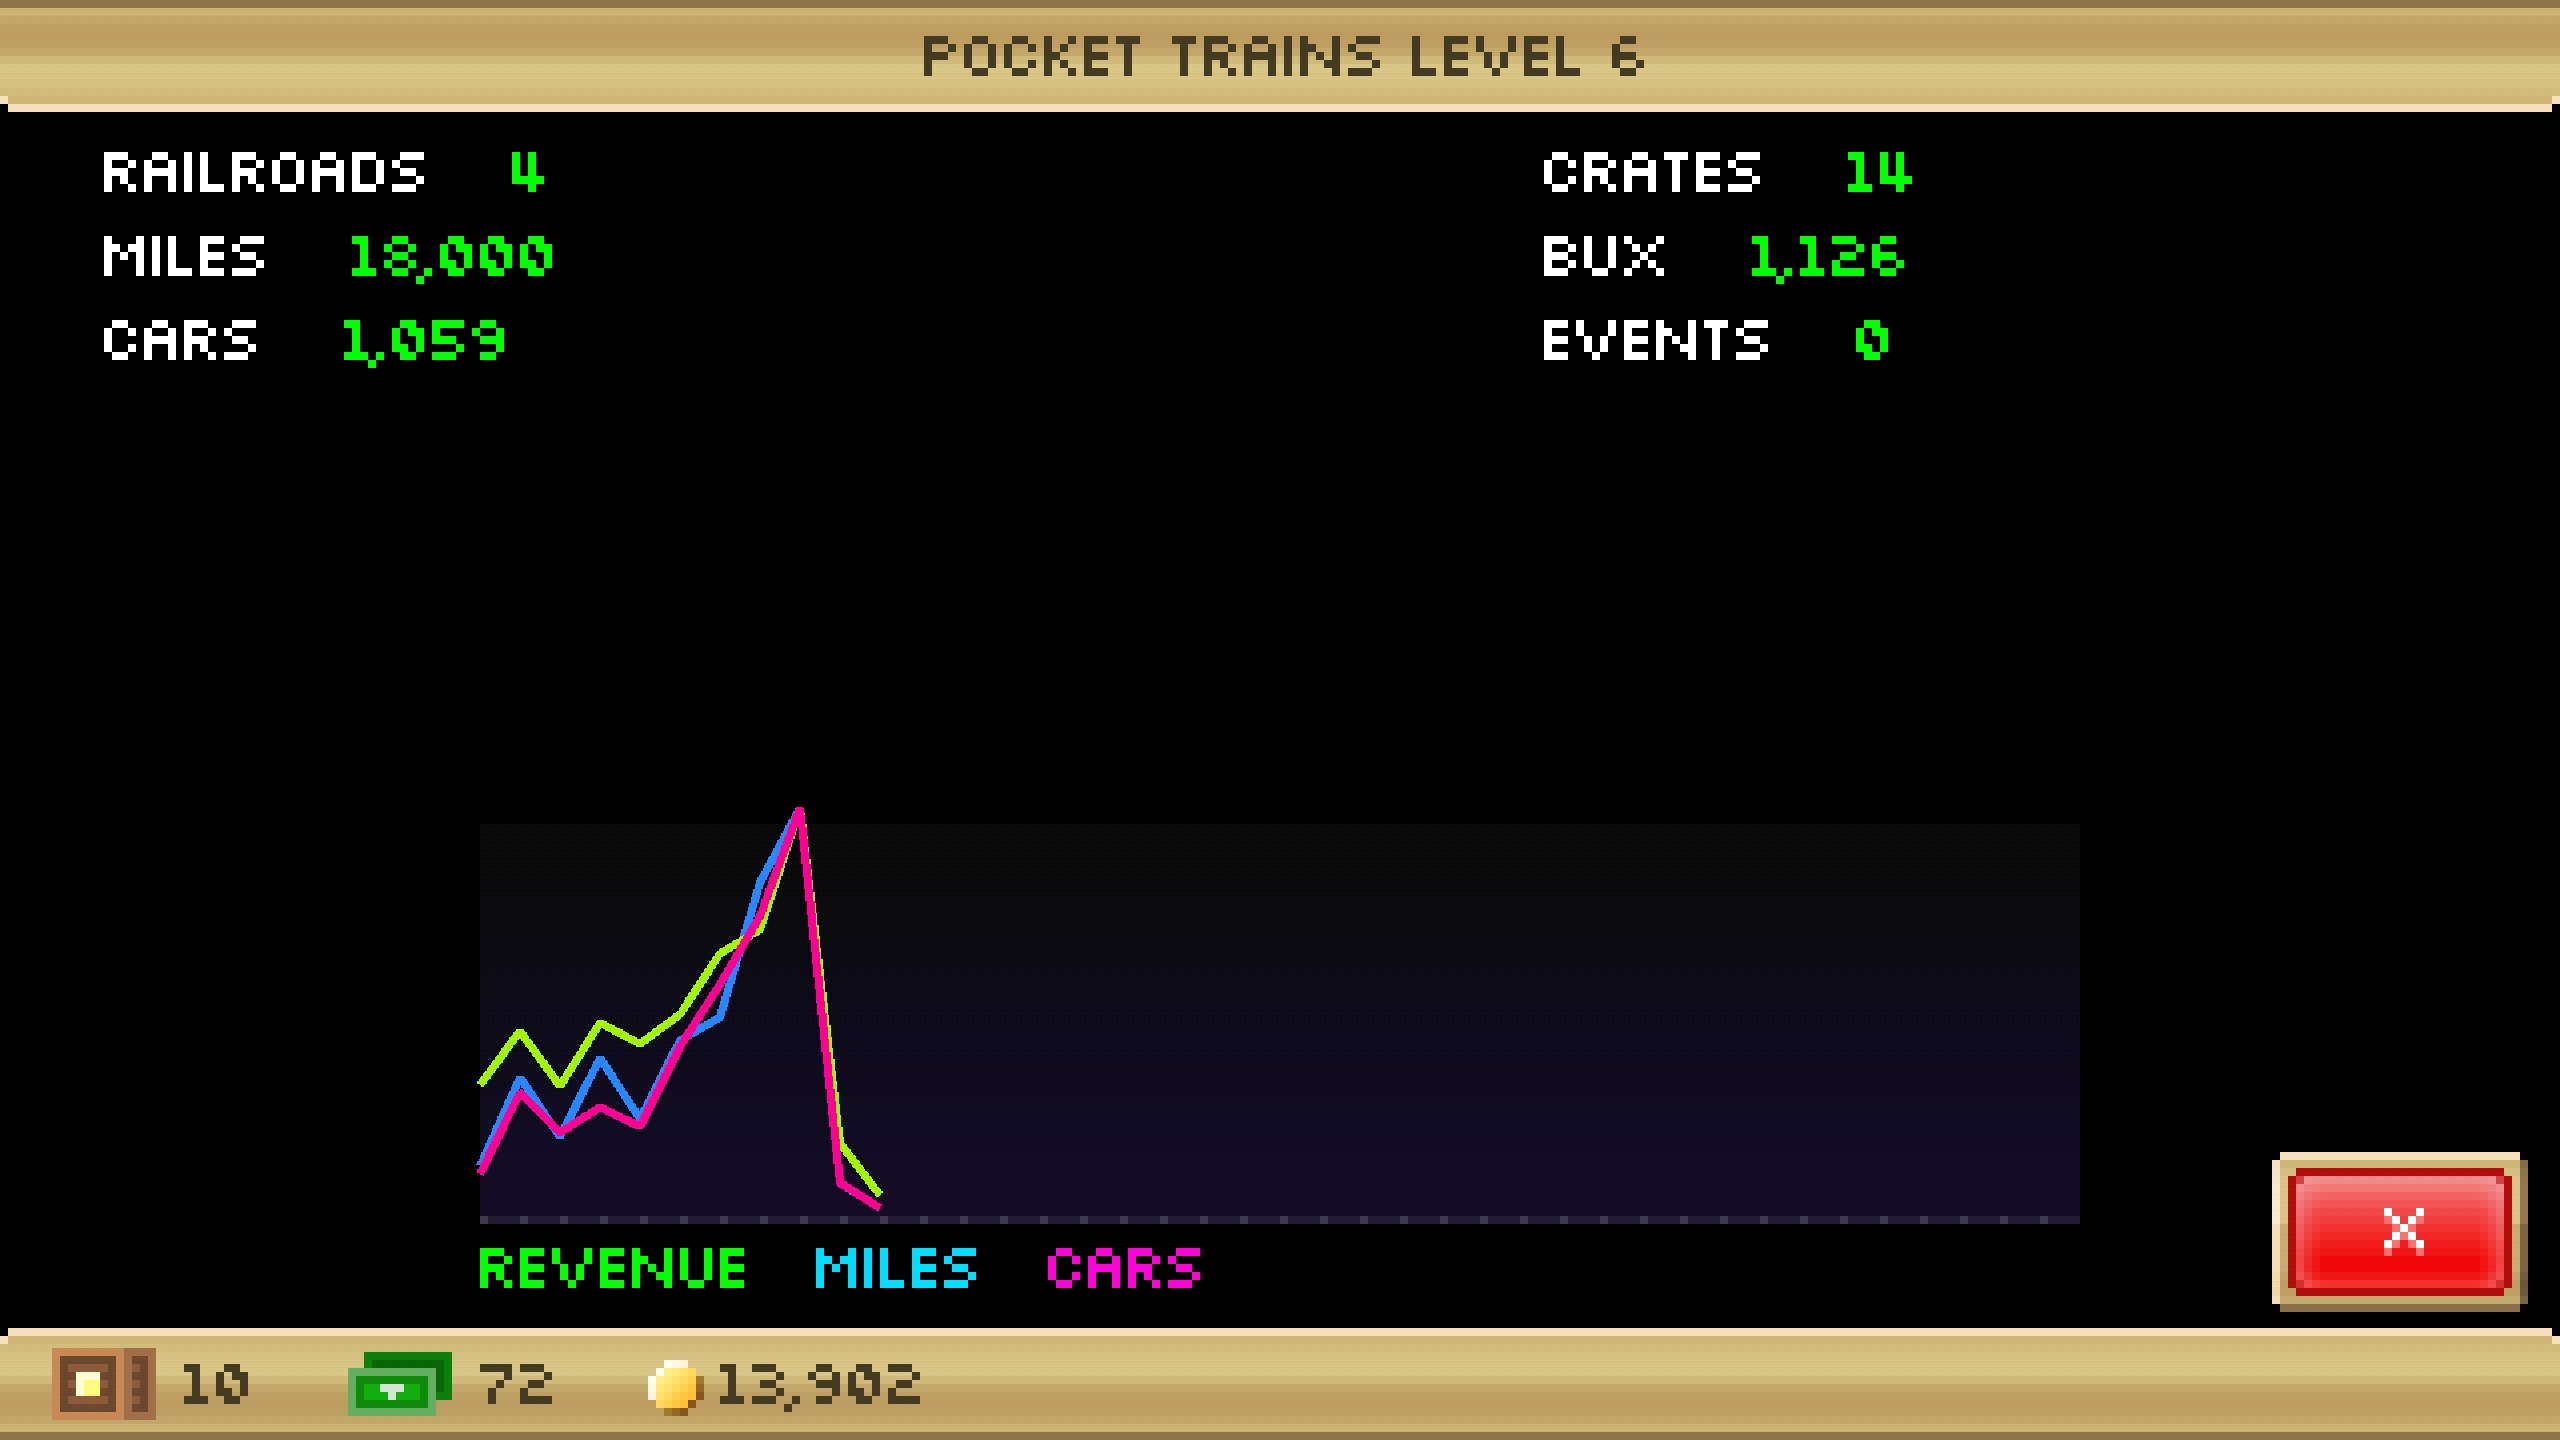 POCKET TRAINS LEVEL 6
RAILROADS 4
CRATES 14
MILES 18,000
BUX 1,126
CARS 1,059
EVENTS 0
REVENUE MILES CARS
X
10 72 13,902